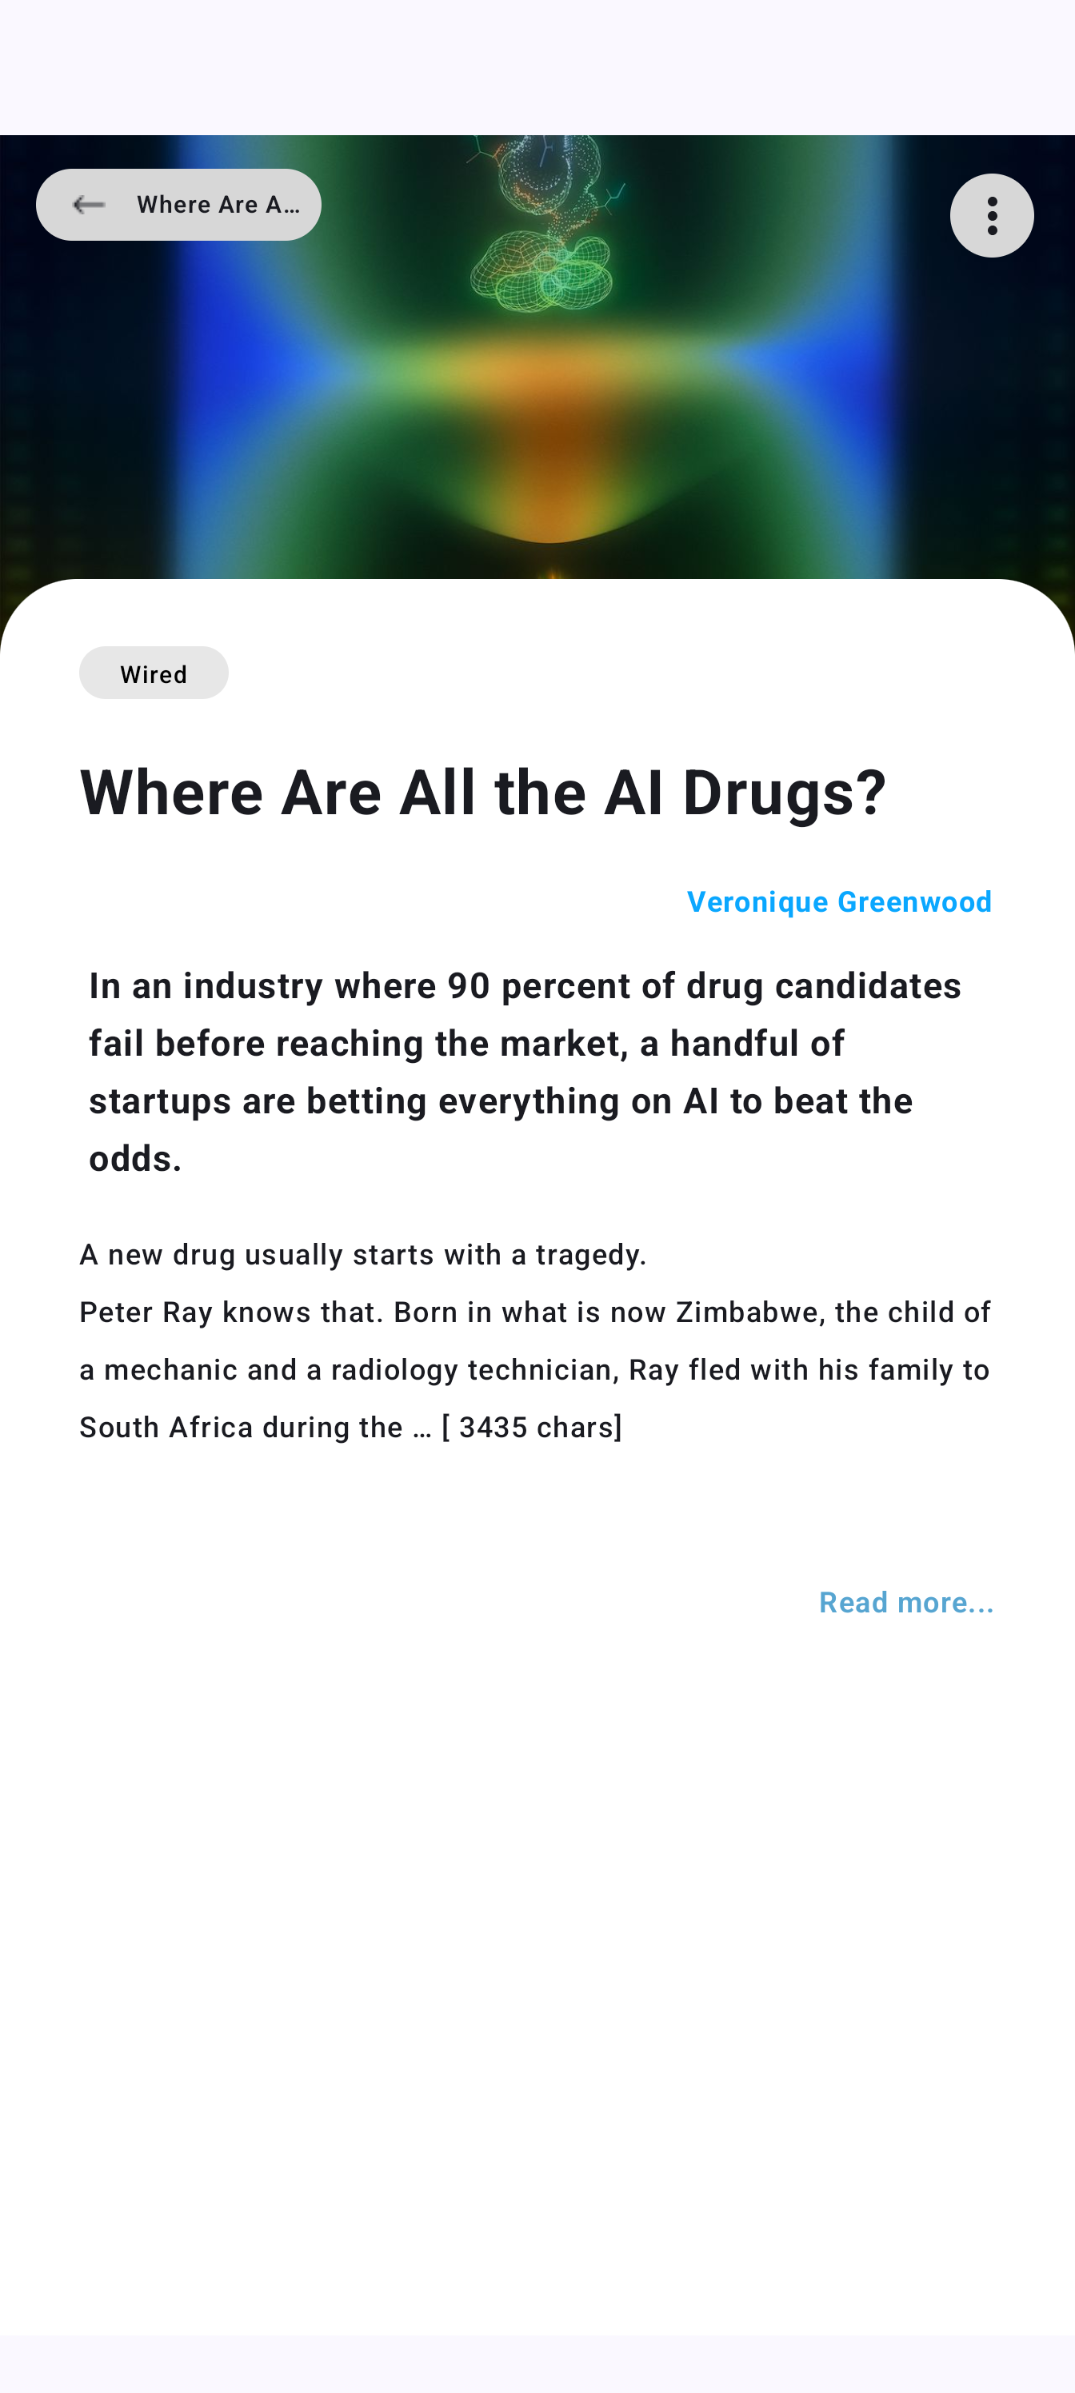 Where Are A…
Wired
Where Are All the AI Drugs?
Veronique Greenwood
In an industry where 90 percent of drug candidates
fail before reaching the market, a handful of
startups are betting everything on AI to beat the
odds.
A new drug usually starts with a tragedy.
Peter Ray knows that. Born in what is now Zimbabwe, the child of
a mechanic and a radiology technician, Ray fled with his family to
South Africa during the … [ 3435 chars]
Read more...